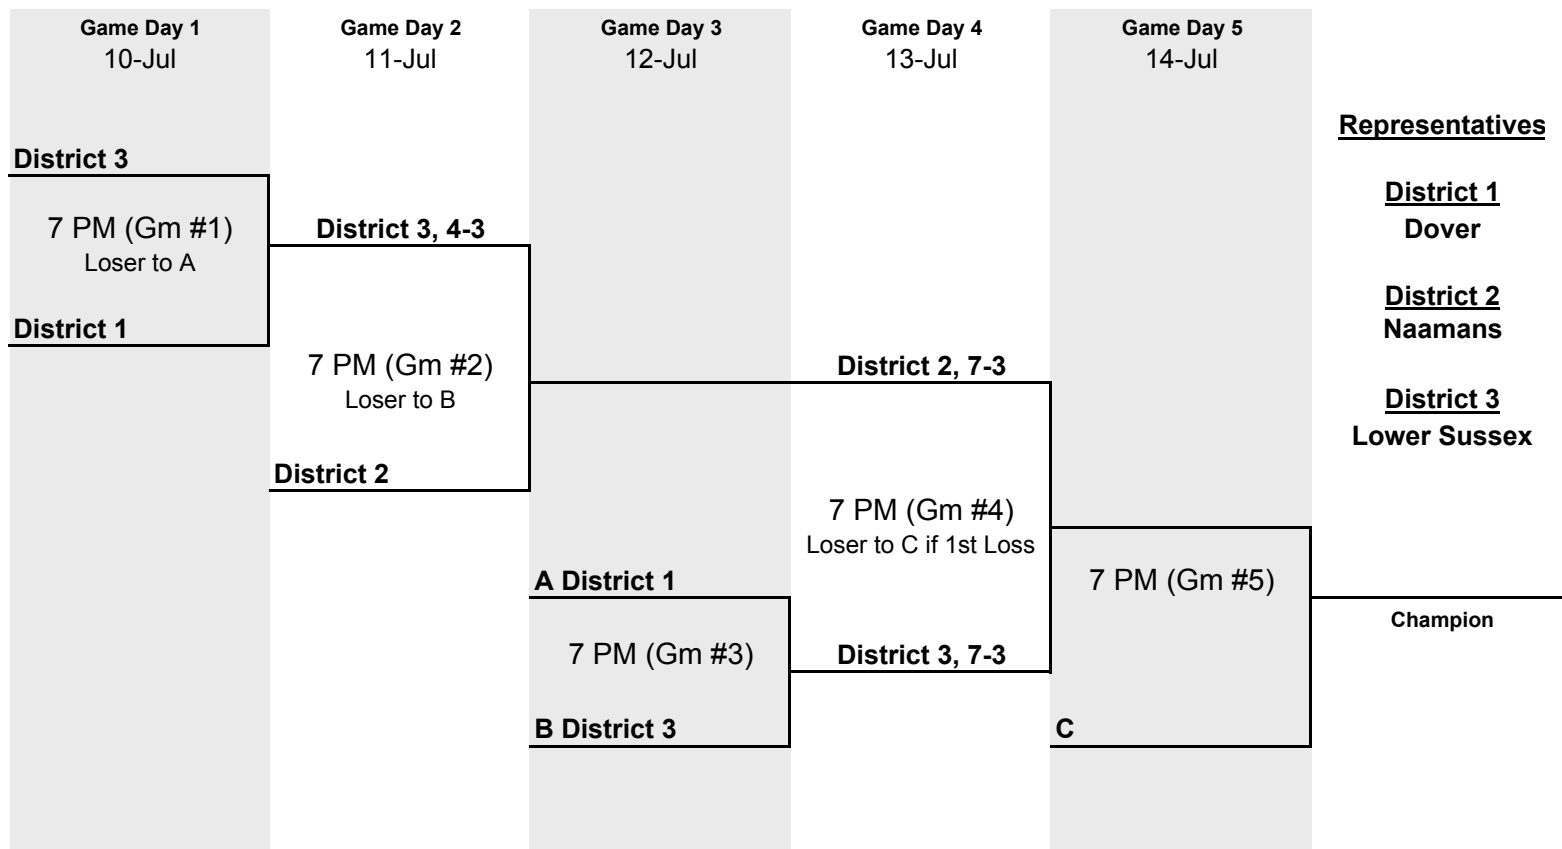 Game Day 1
10-Jul
Game Day 2
11-Jul
Game Day 3
12-Jul
Game Day 4
13-Jul
Game Day 5
14-Jul
Representatives
District 3
7 PM (Gm #1)
Loser to A
District 1
District 3, 4-3
7 PM (Gm #2)
Loser to B
District 2
A District 1
7 PM (Gm #3)
B District 3
District 2, 7-3
7 PM (Gm #4)
Loser to C if 1st Loss
District 3, 7-3
7 PM (Gm #5)
C
Champion
District 1
Dover
District 2
Naamans
District 3
Lower Sussex